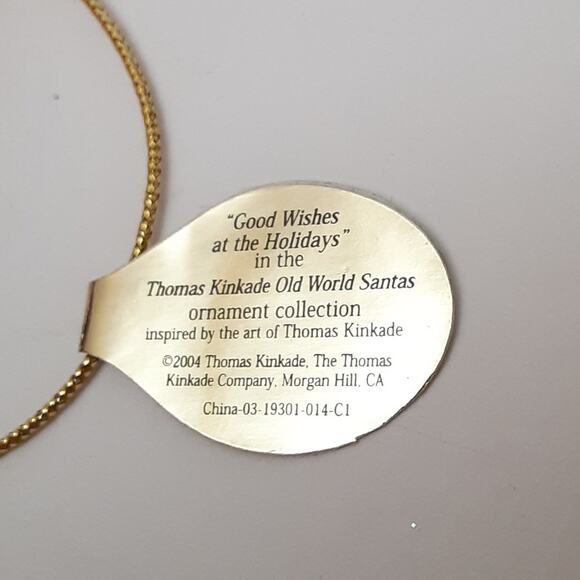 “Good Wishes
at the Holidays”
in the
Thomas Kinkade Old World Santas
ornament collection
inspired by the art of Thomas Kinkade
©2004 Thomas Kinkade, The Thomas
Kinkade Company, Morgan Hill, CA
China-03-19301-014-C1